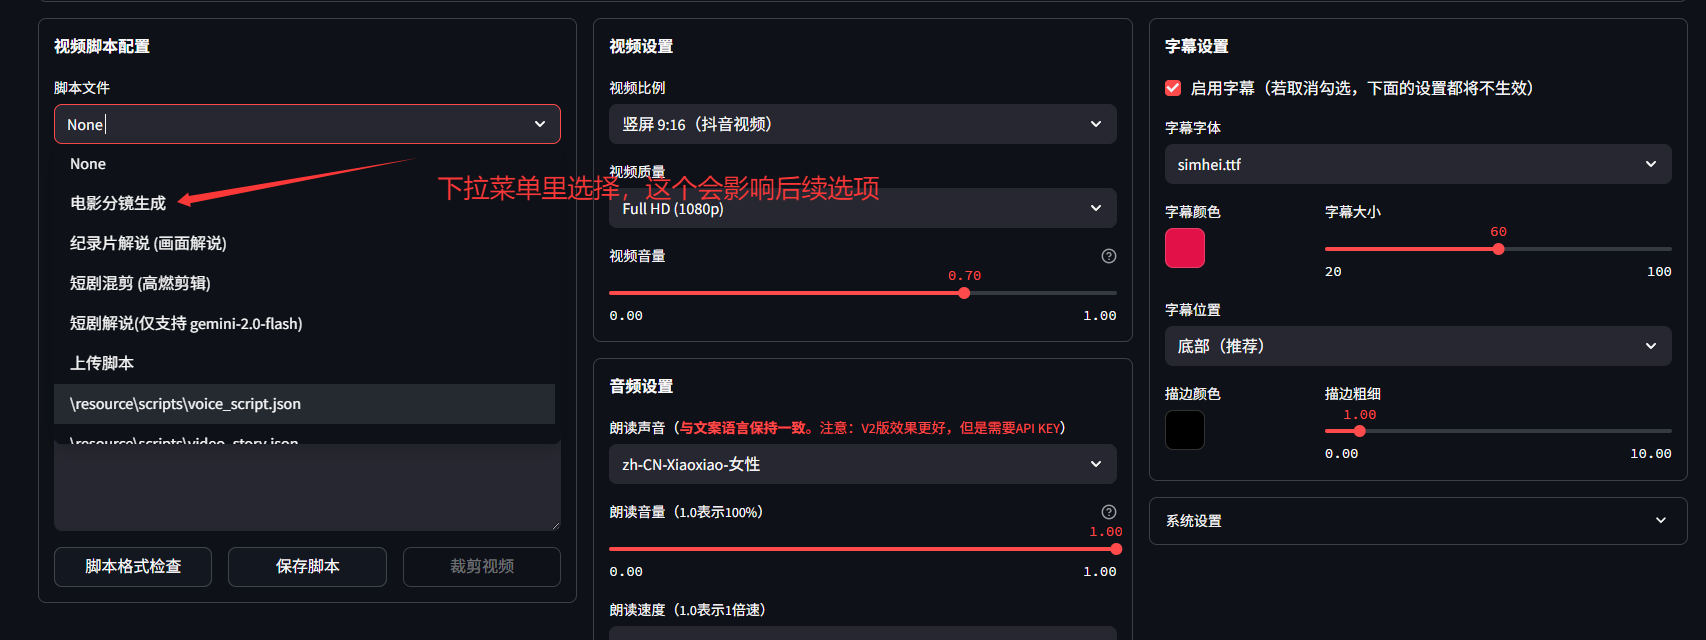 视频脚本配置
脚本文件
None
None
电影分镜生成
纪录片解说 (画面解说)
短剧混剪 (高燃剪辑)
短剧解说(仅支持 gemini-2.0-flash)
上传脚本
\resource\scripts\voice_script.json
\resource\scripts\video_story.json
脚本格式检查
保存脚本
裁剪视频
下拉菜单里选择，这个会影响后续选项
视频设置
视频比例
竖屏 9:16（抖音视频）
视频质量
Full HD (1080p)
视频音量
0.70
0.00
1.00
音频设置
朗读声音（与文案语言保持一致。注意：V2版效果更好，但是需要API KEY）
zh-CN-Xiaoxiao-女性
朗读音量（1.0表示100%）
1.00
0.00
1.00
朗读速度（1.0表示1倍速）
字幕设置
启用字幕（若取消勾选，下面的设置都将不生效）
字幕字体
simhei.ttf
字幕颜色
字幕大小
60
20
100
字幕位置
底部（推荐）
描边颜色
描边粗细
1.00
0.00
10.00
系统设置